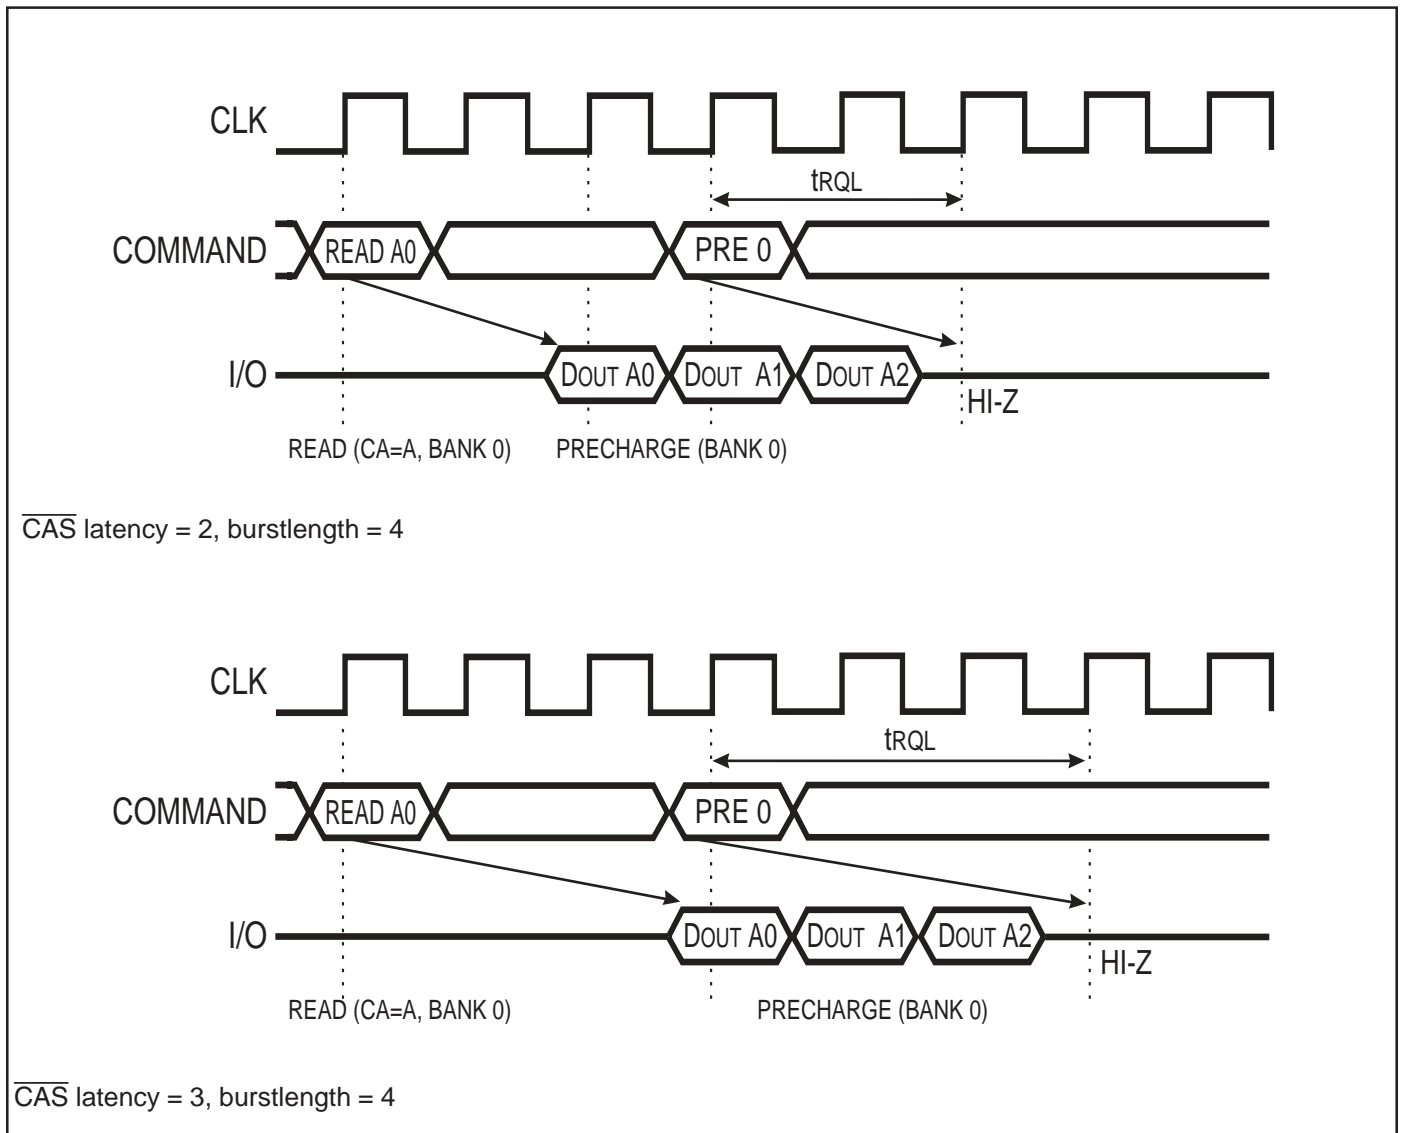 CLK
tRQL
COMMAND READ A0 PRE 0
I/O DOUT A0 DOUT A1 DOUT A2
HI-Z
READ (CA=A, BANK 0) PRECHARGE (BANK 0)
CAS latency = 2, burstlength = 4
CLK
tRQL
COMMAND READ A0 PRE 0
I/O DOUT A0 DOUT A1 DOUT A2
HI-Z
READ (CA=A, BANK 0) PRECHARGE (BANK 0)
CAS latency = 3, burstlength = 4